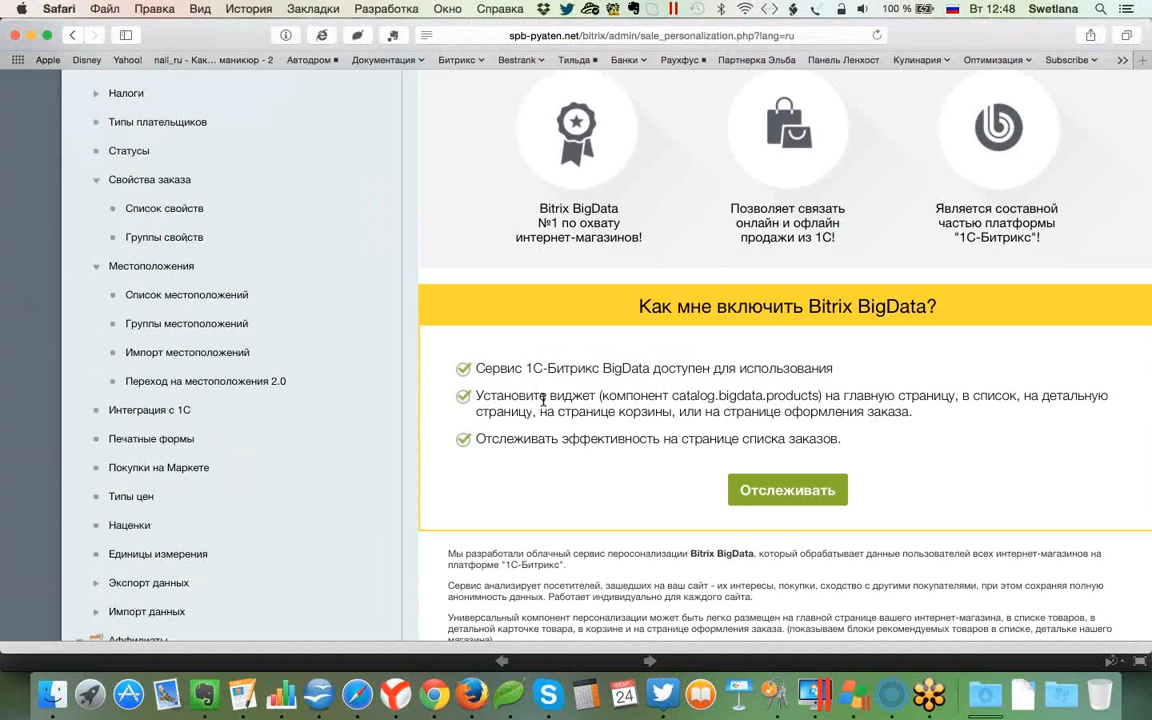 Safari Файл Правка Вид История Закладки Разработка Окно Справка 100 % Вт 12:48 Swetlana
spb-pyaten.net/bitrix/admin/sale_personalization.php?lang=ru
Apple Disney Yahoo! nail_ru - Как... маникюр - 2 Автодром Документация Битрикс Bestrank Тильда Банки Раухфус Партнерка Эльба Панель Ленхост Кулинария Оптимизация Subscribe
Налоги
Типы плательщиков
Статусы
Свойства заказа
Список свойств
Группы свойств
Местоположения
Список местоположений
Группы местоположений
Импорт местоположений
Переход на местоположения 2.0
Интеграция с 1С
Печатные формы
Покупки на Маркете
Типы цен
Наценки
Единицы измерения
Экспорт данных
Импорт данных
Аффилиаты
Bitrix BigData
№1 по охвату
интернет-магазинов!
Позволяет связать
онлайн и офлайн
продажи из 1С!
Является составной
частью платформы
"1С-Битрикс"!
Как мне включить Bitrix BigData?
Сервис 1С-Битрикс BigData доступен для использования
Установите виджет (компонент catalog.bigdata.products) на главную страницу, в список, на детальную
страницу, на странице корзины, или на странице оформления заказа.
Отслеживать эффективность на странице списка заказов.
Отслеживать
Мы разработали облачный сервис перосонализации Bitrix BigData, который обрабатывает данные пользователей всех интернет-магазинов на
платформе "1С-Битрикс".
Сервис анализирует посетителей, зашедших на ваш сайт - их интересы, покупки, сходство с другими покупателями, при этом сохраняя полную
анонимность данных. Работает индивидуально для каждого сайта.
Универсальный компонент персонализации может быть легко размещен на главной странице вашего интернет-магазина, в списке товаров, в
детальной карточке товара, в корзине и на странице оформления заказа. (показываем блоки рекомендуемых товаров в списке, детальке нашего
магазина)
24